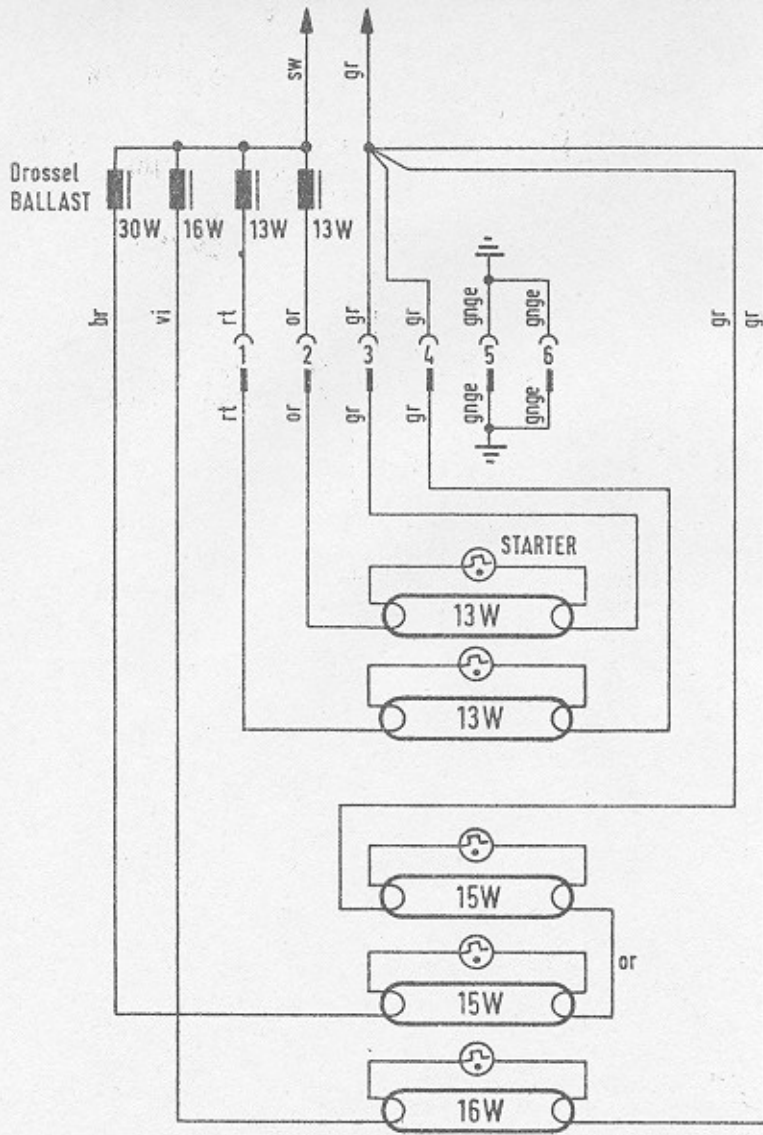 sw
gr
Drossel
BALLAST
30W
16W
13W
13W
br
vi
rt
or
gr
gr
gnge
gnge
gr
gr
1
2
3
4
5
6
rt
or
gr
gr
gnge
gnge
STARTER
13W
13W
15W
or
15W
16W